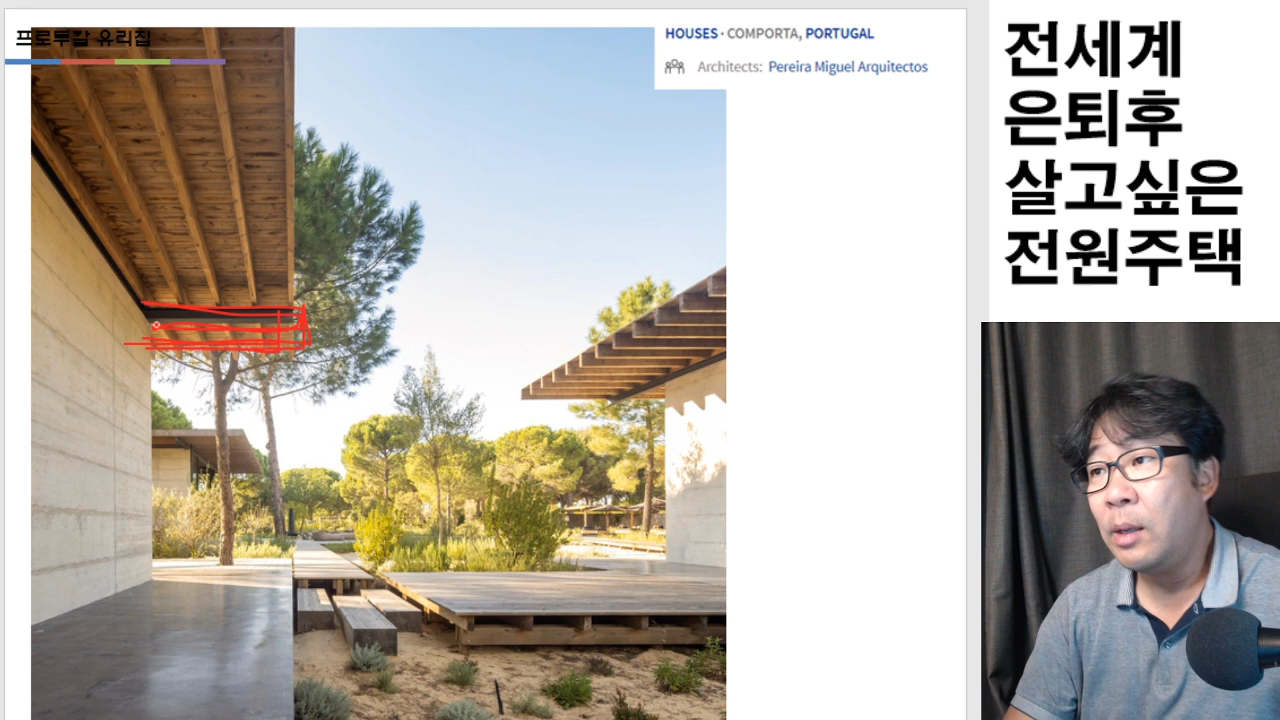 프로투갈 유리집
HOUSES · COMPORTA, PORTUGAL
Architects: Pereira Miguel Arquitectos
전세계
은퇴후
살고싶은
전원주택